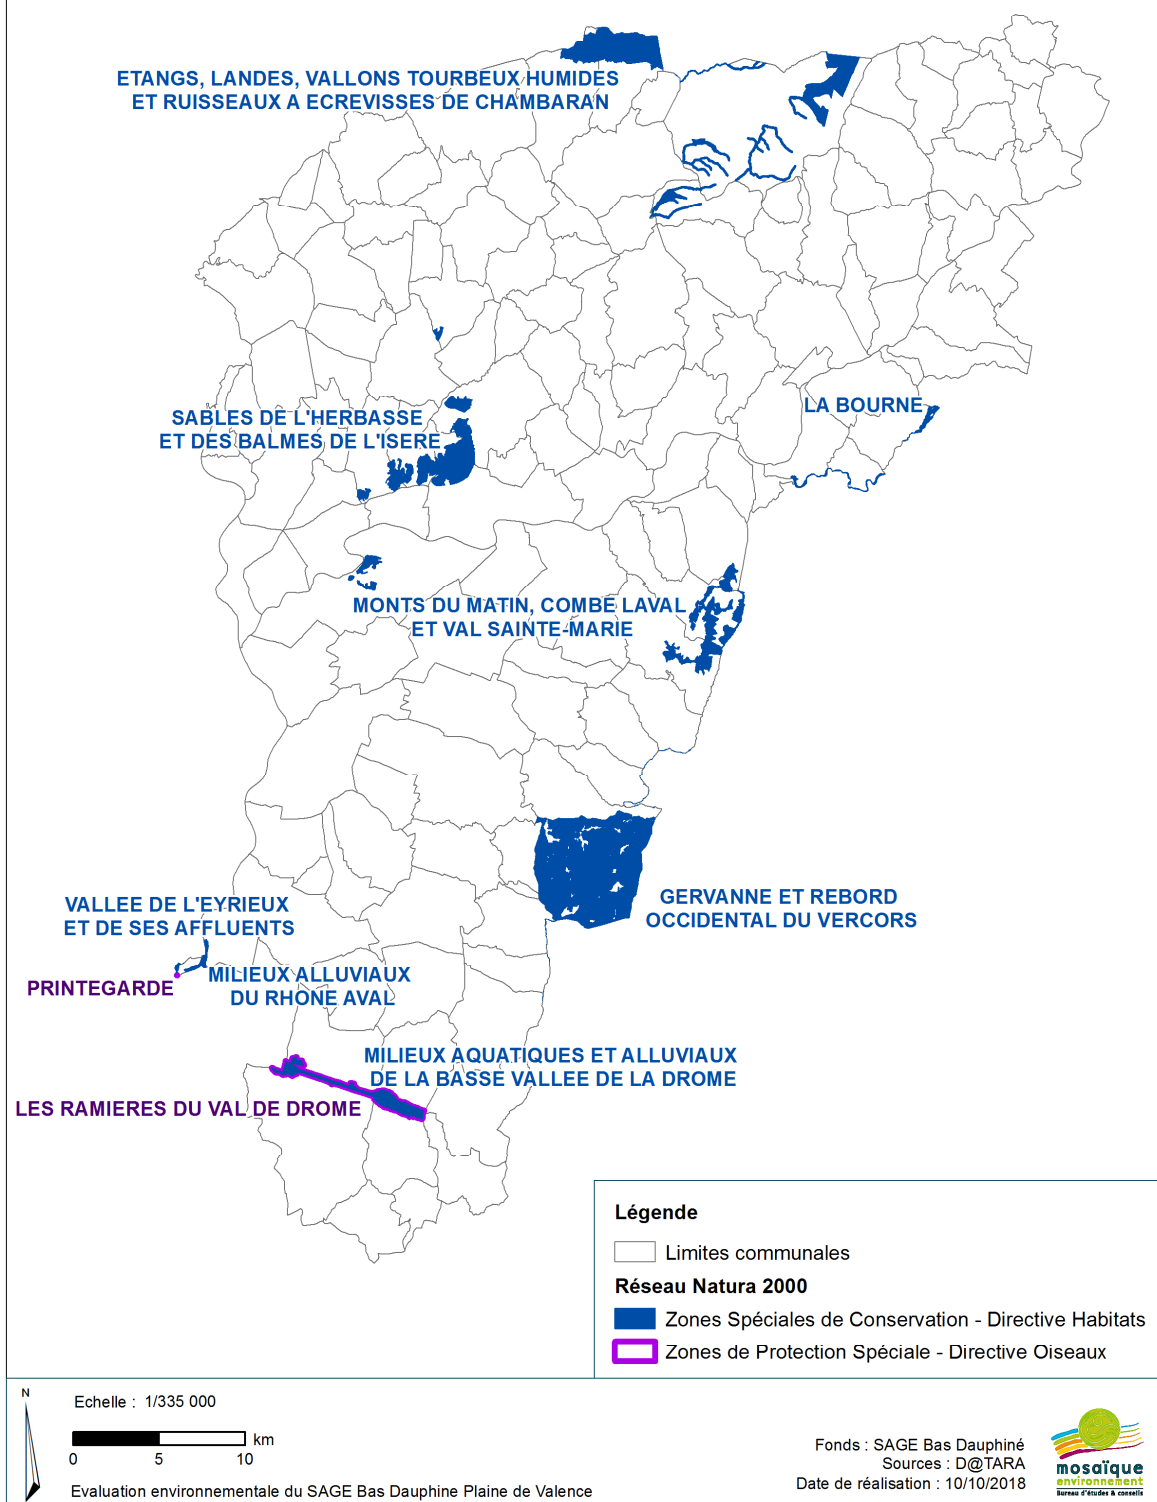 ETANGS, LANDES, VALLONS TOURBEUX HUMIDES
ET RUISSEAUX A ECREVISSES DE CHAMBARAN
LA BOURNE
SABLES DE L'HERBASSE
ET DES BALMES DE L'ISERE
MONTS DU MATIN, COMBE LAVAL
ET VAL SAINTE-MARIE
GERVANNE ET REBORD
OCCIDENTAL DU VERCORS
VALLEE DE L'EYRIEUX
ET DE SES AFFLUENTS
PRINTEGARDE
MILIEUX ALLUVIAUX
DU RHONE AVAL
MILIEUX AQUATIQUES ET ALLUVIAUX
DE LA BASSE VALLEE DE LA DROME
LES RAMIERES DU VAL DE DROME
Légende
Limites communales
Réseau Natura 2000
Zones Spéciales de Conservation - Directive Habitats
Zones de Protection Spéciale - Directive Oiseaux
N
Echelle : 1/335 000
km
0 5 10
Evaluation environnementale du SAGE Bas Dauphine Plaine de Valence
Fonds : SAGE Bas Dauphiné
Sources : D@TARA
Date de réalisation : 10/10/2018
mosaïque
environnement
Bureau d'études & conseils